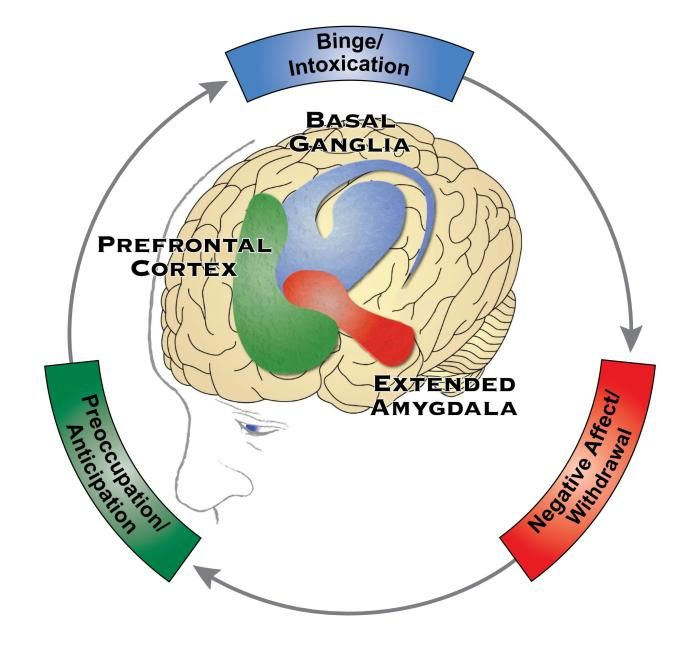 Binge/
Intoxication
BASAL
GANGLIA
PREFRONTAL
CORTEX
EXTENDED
AMYGDALA
Negative Affect/
Withdrawal
Preoccupation/
Anticipation